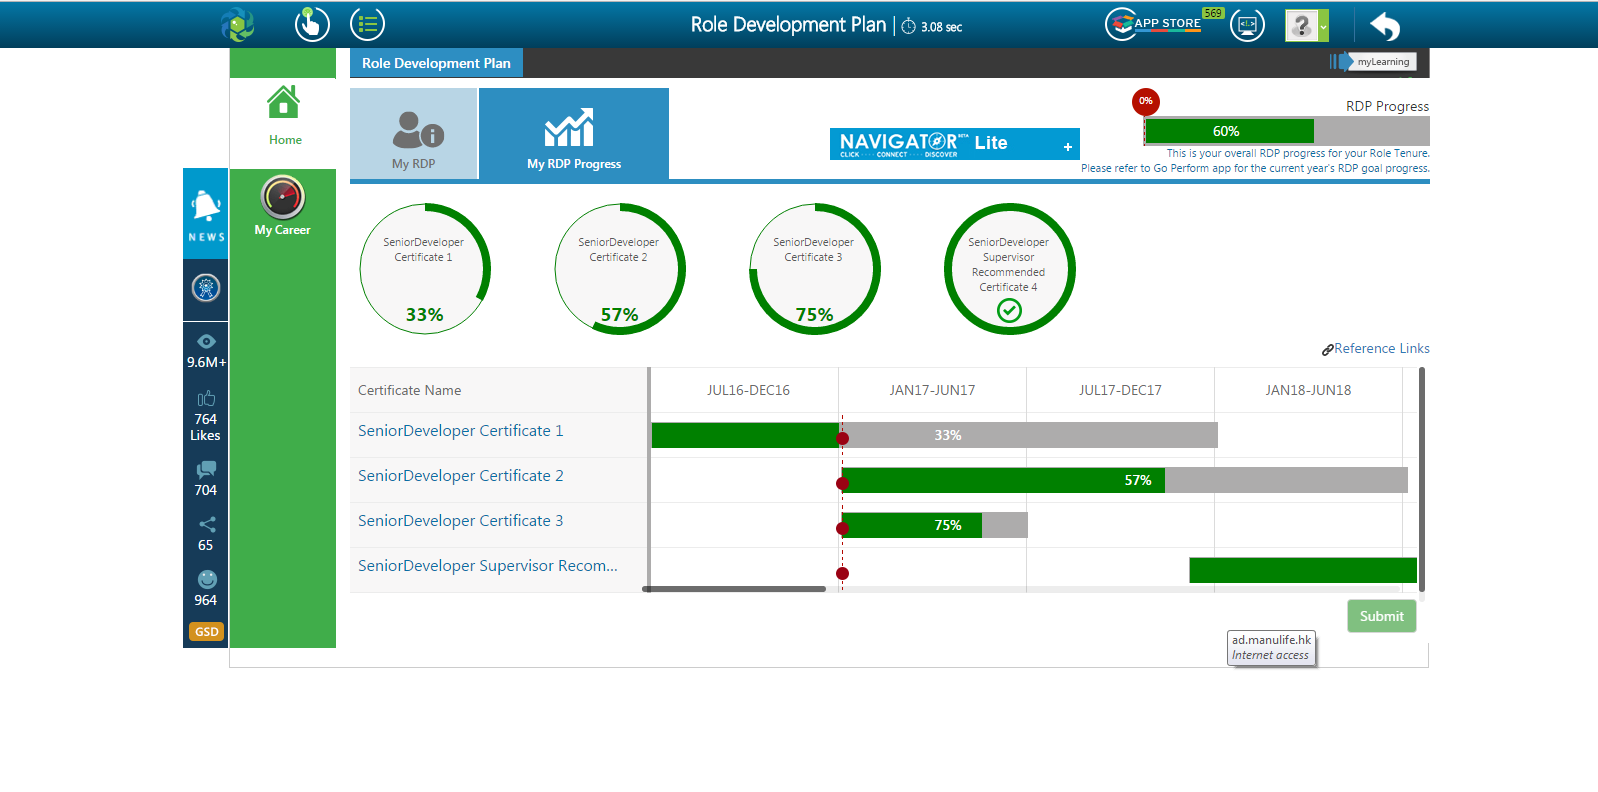 Role Development Plan | 3.08 sec
APP STORE
569
Role Development Plan
myLearning
Home
My RDP
My RDP Progress
NAVIGATOR BETA Lite +
CLICK ···· CONNECT ···· DISCOVER
0%
RDP Progress
60%
This is your overall RDP progress for your Role Tenure.
Please refer to Go Perform app for the current year's RDP goal progress.
NEWS
My Career
9.6M+
764
Likes
704
65
964
GSD
SeniorDeveloper
Certificate 1
33%
SeniorDeveloper
Certificate 2
57%
SeniorDeveloper
Certificate 3
75%
SeniorDeveloper
Supervisor
Recommended
Certificate 4
Reference Links
Certificate Name JUL16-DEC16 JAN17-JUN17 JUL17-DEC17 JAN18-JUN18
SeniorDeveloper Certificate 1 33%
SeniorDeveloper Certificate 2 57%
SeniorDeveloper Certificate 3 75%
SeniorDeveloper Supervisor Recom...
Submit
ad.manulife.hk
Internet access